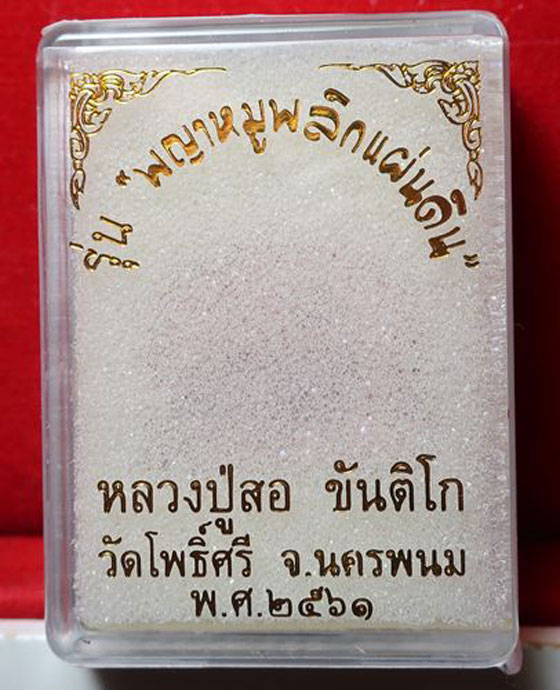 รุ่น "พญาหมูพลิกแผ่นดิน"
หลวงปู่สอ ขันติโก
วัดโพธิ์ศรี จ.นครพนม
พ.ศ.๒๕๖๑